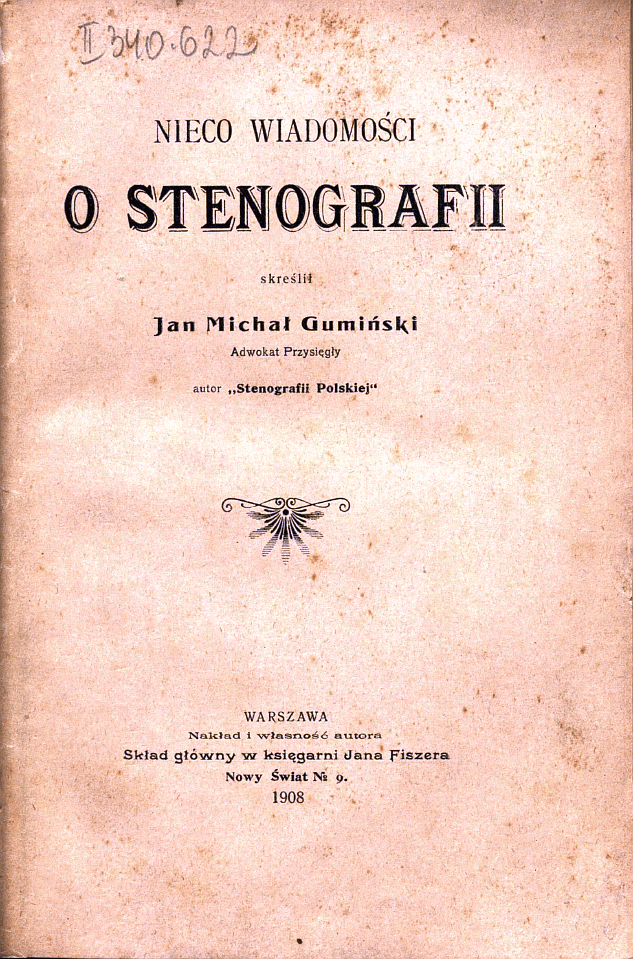 II 340.622
NIECO WIADOMOŚCI
O STENOGRAFII
skreślił
Jan Michał Gumiński
Adwokat Przysięgły
autor „Stenografii Polskiej“
WARSZAWA
Nakład i własność autora
Skład główny w księgarni Jana Fiszera
Nowy Świat № 9.
1908